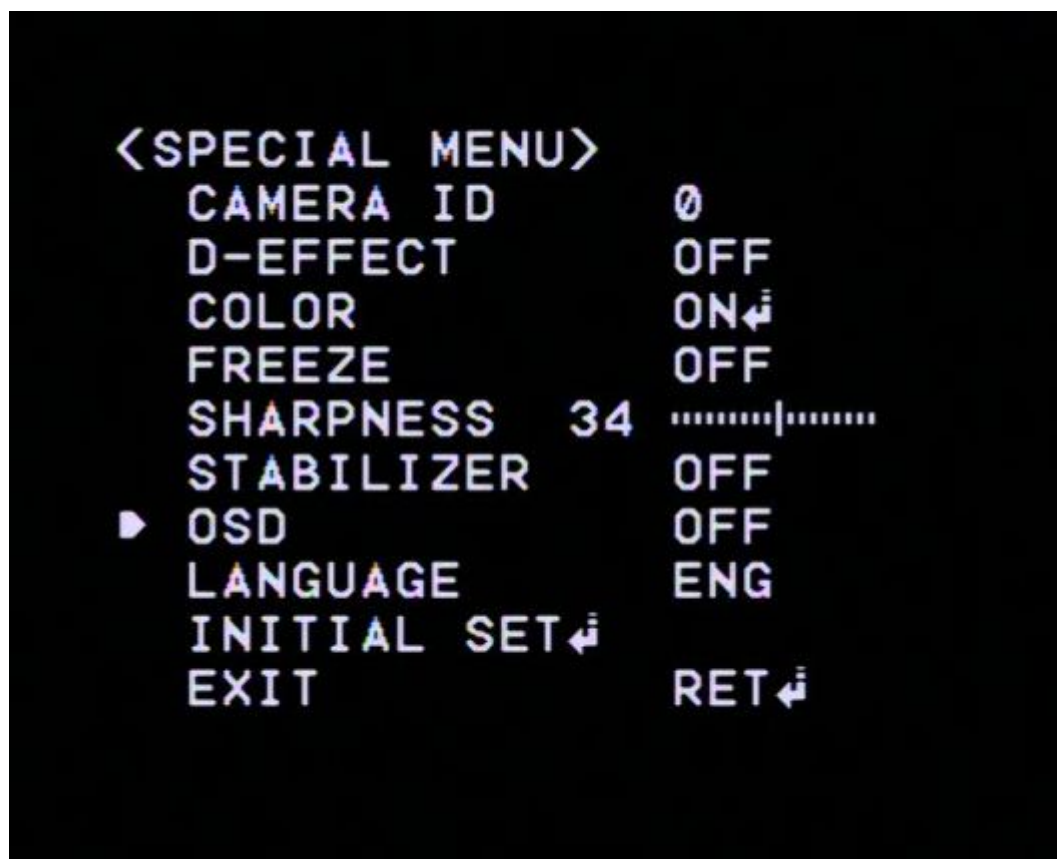 <SPECIAL MENU>
CAMERA ID 0
D-EFFECT OFF
COLOR ON↲
FREEZE OFF
SHARPNESS 34
STABILIZER OFF
OSD OFF
LANGUAGE ENG
INITIAL SET↲
EXIT RET↲